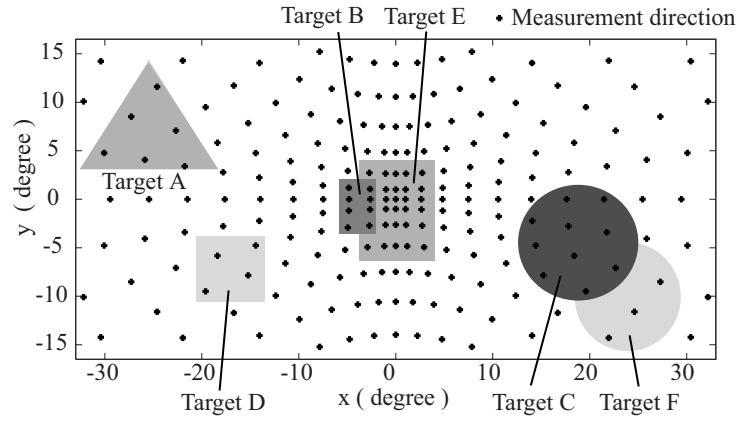 Target B Target E Measurement direction
15
10
5
0
-5
-10
-15
y ( degree )
Target A
-30 -20 -10 0 10 20 30
Target D x ( degree ) Target C Target F